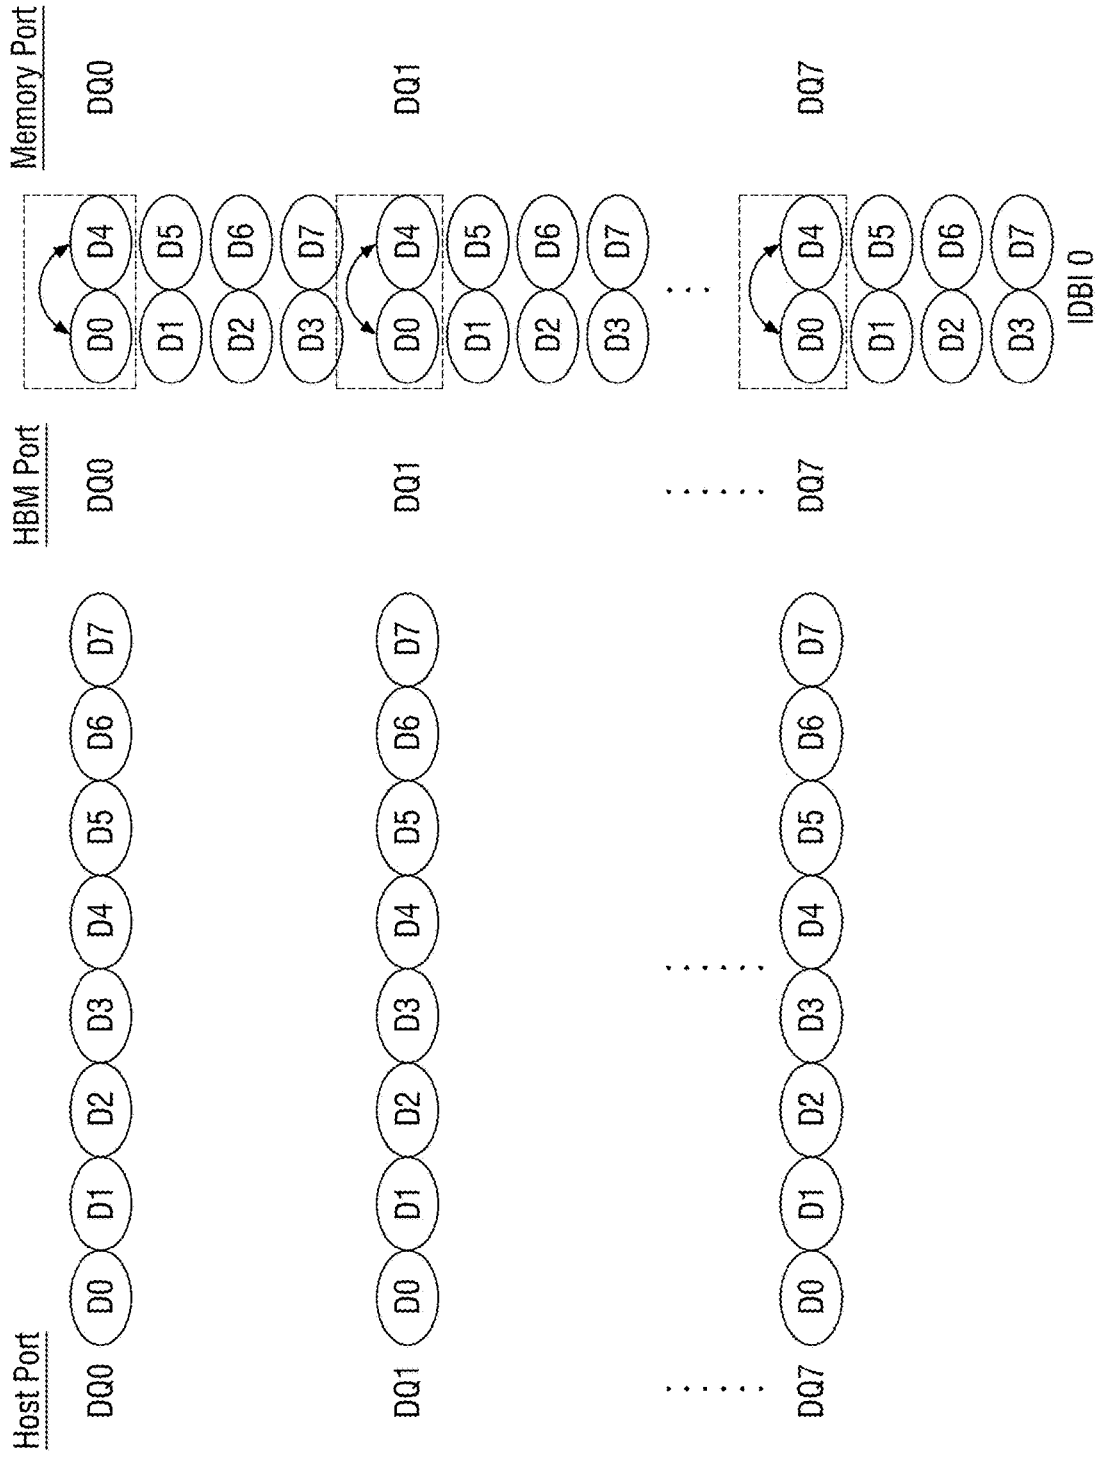 Host Port HBM Port Memory Port
DQ0 D0 D1 D2 D3 D4 D5 D6 D7 DQ0 D0 D4 DQ0
D1 D5
D2 D6
D3 D7
DQ1 D0 D1 D2 D3 D4 D5 D6 D7 DQ1 D0 D4 DQ1
D1 D5
D2 D6
D3 D7
DQ7 D0 D1 D2 D3 D4 D5 D6 D7 DQ7 D0 D4 DQ7
D1 D5
D2 D6
D3 D7
IDBI 0